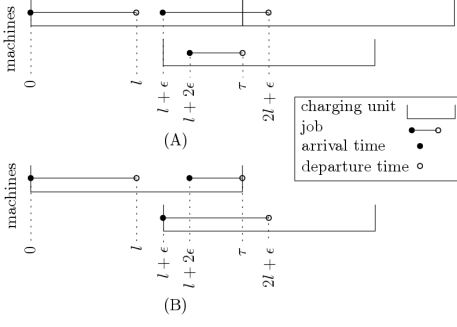 machines
0
l
l + ϵ
l + 2ϵ
τ
2l + ϵ
(A)
charging unit
job
arrival time
departure time
machines
0
l
l + ϵ
l + 2ϵ
τ
2l + ϵ
(B)